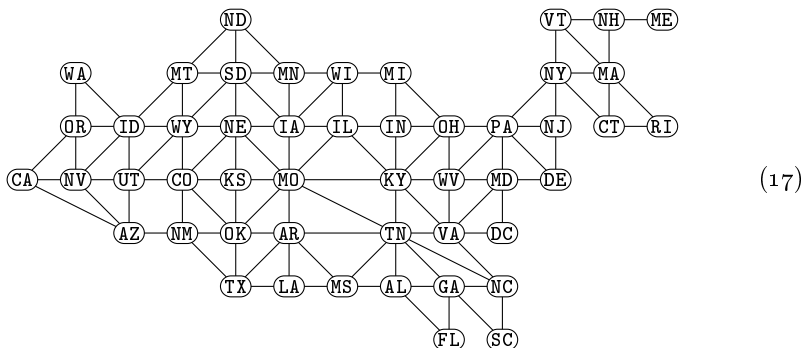 ND VT NH ME
WA MT SD MN WI MI NY MA
OR ID WY NE IA IL IN OH PA NJ CT RI
CA NV UT CO KS MO KY WV MD DE (17)
AZ NM OK AR TN VA DC
TX LA MS AL GA NC
FL SC